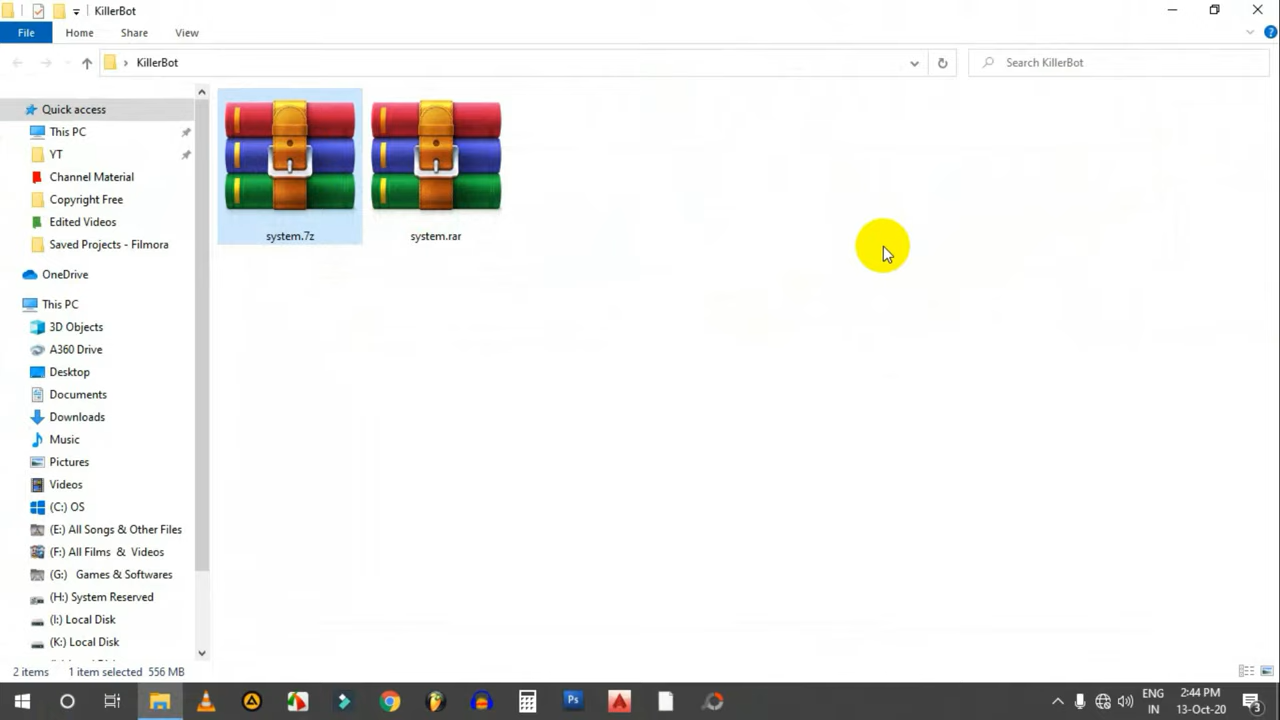 KillerBot
File
Home
Share
View
KillerBot
Search KillerBot
Quick access
This PC
YT
Channel Material
Copyright Free
Edited Videos
Saved Projects - Filmora
OneDrive
This PC
3D Objects
A360 Drive
Desktop
Documents
Downloads
Music
Pictures
Videos
(C:) OS
(E:) All Songs & Other Files
(F:) All Films & Videos
(G:) Games & Softwares
(H:) System Reserved
(I:) Local Disk
(K:) Local Disk
system.7z
system.rar
2 items 1 item selected 556 MB
Ps
ENG
IN
2:44 PM
13-Oct-20
3